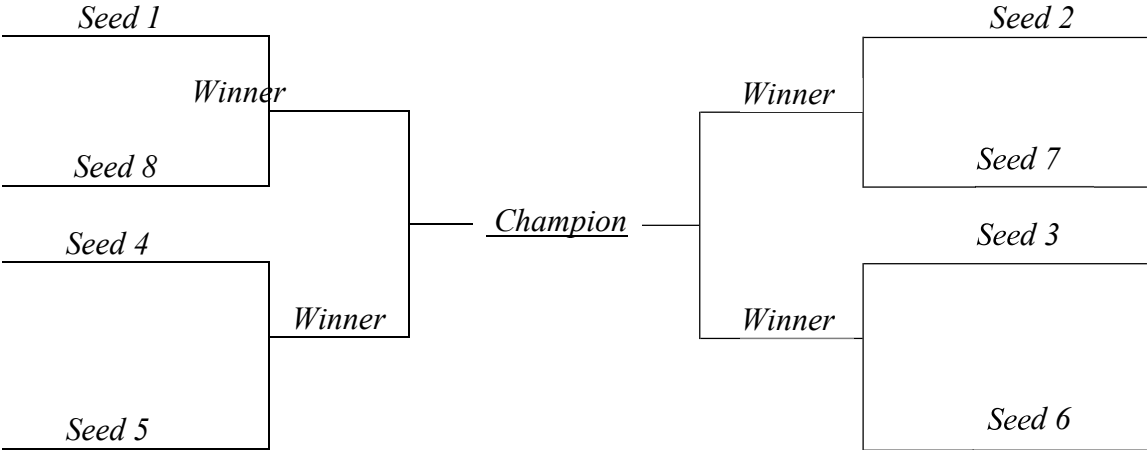 Seed 1
Winner
Seed 8
Seed 4
Winner
Seed 5
Champion
Seed 2
Winner
Seed 7
Seed 3
Winner
Seed 6